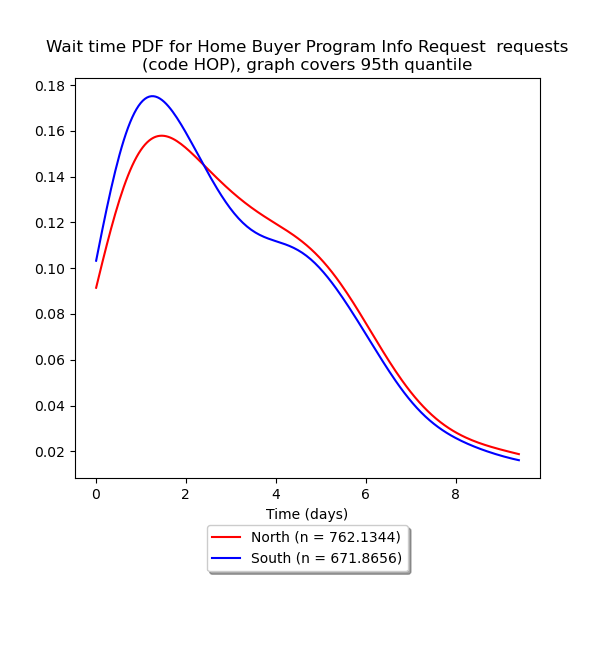 Wait time PDF for Home Buyer Program Info Request  requests
(code HOP), graph covers 95th quantile
0.18
0.16
0.14
0.12
0.10
0.08
0.06
0.04
0.02
0 2 4 6 8
Time (days)
North (n = 762.1344)
South (n = 671.8656)